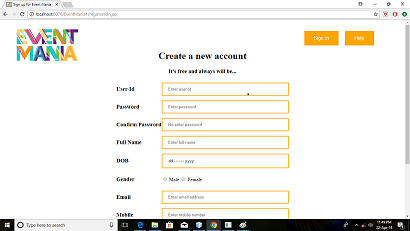 Sign up for Event Mania
localhost:8070/EventMania1/registration.jsp
EVENT
MANIA
Sign In
Help
Create a new account
It's free and always will be...
User-Id
Enter user-id
Password
Enter password
Confirm Password
Re-enter password
Full Name
Enter full-name
DOB
dd-----yyyy
Gender
Male
Female
Email
Enter email address
Mobile
Enter mobile number
Type here to search